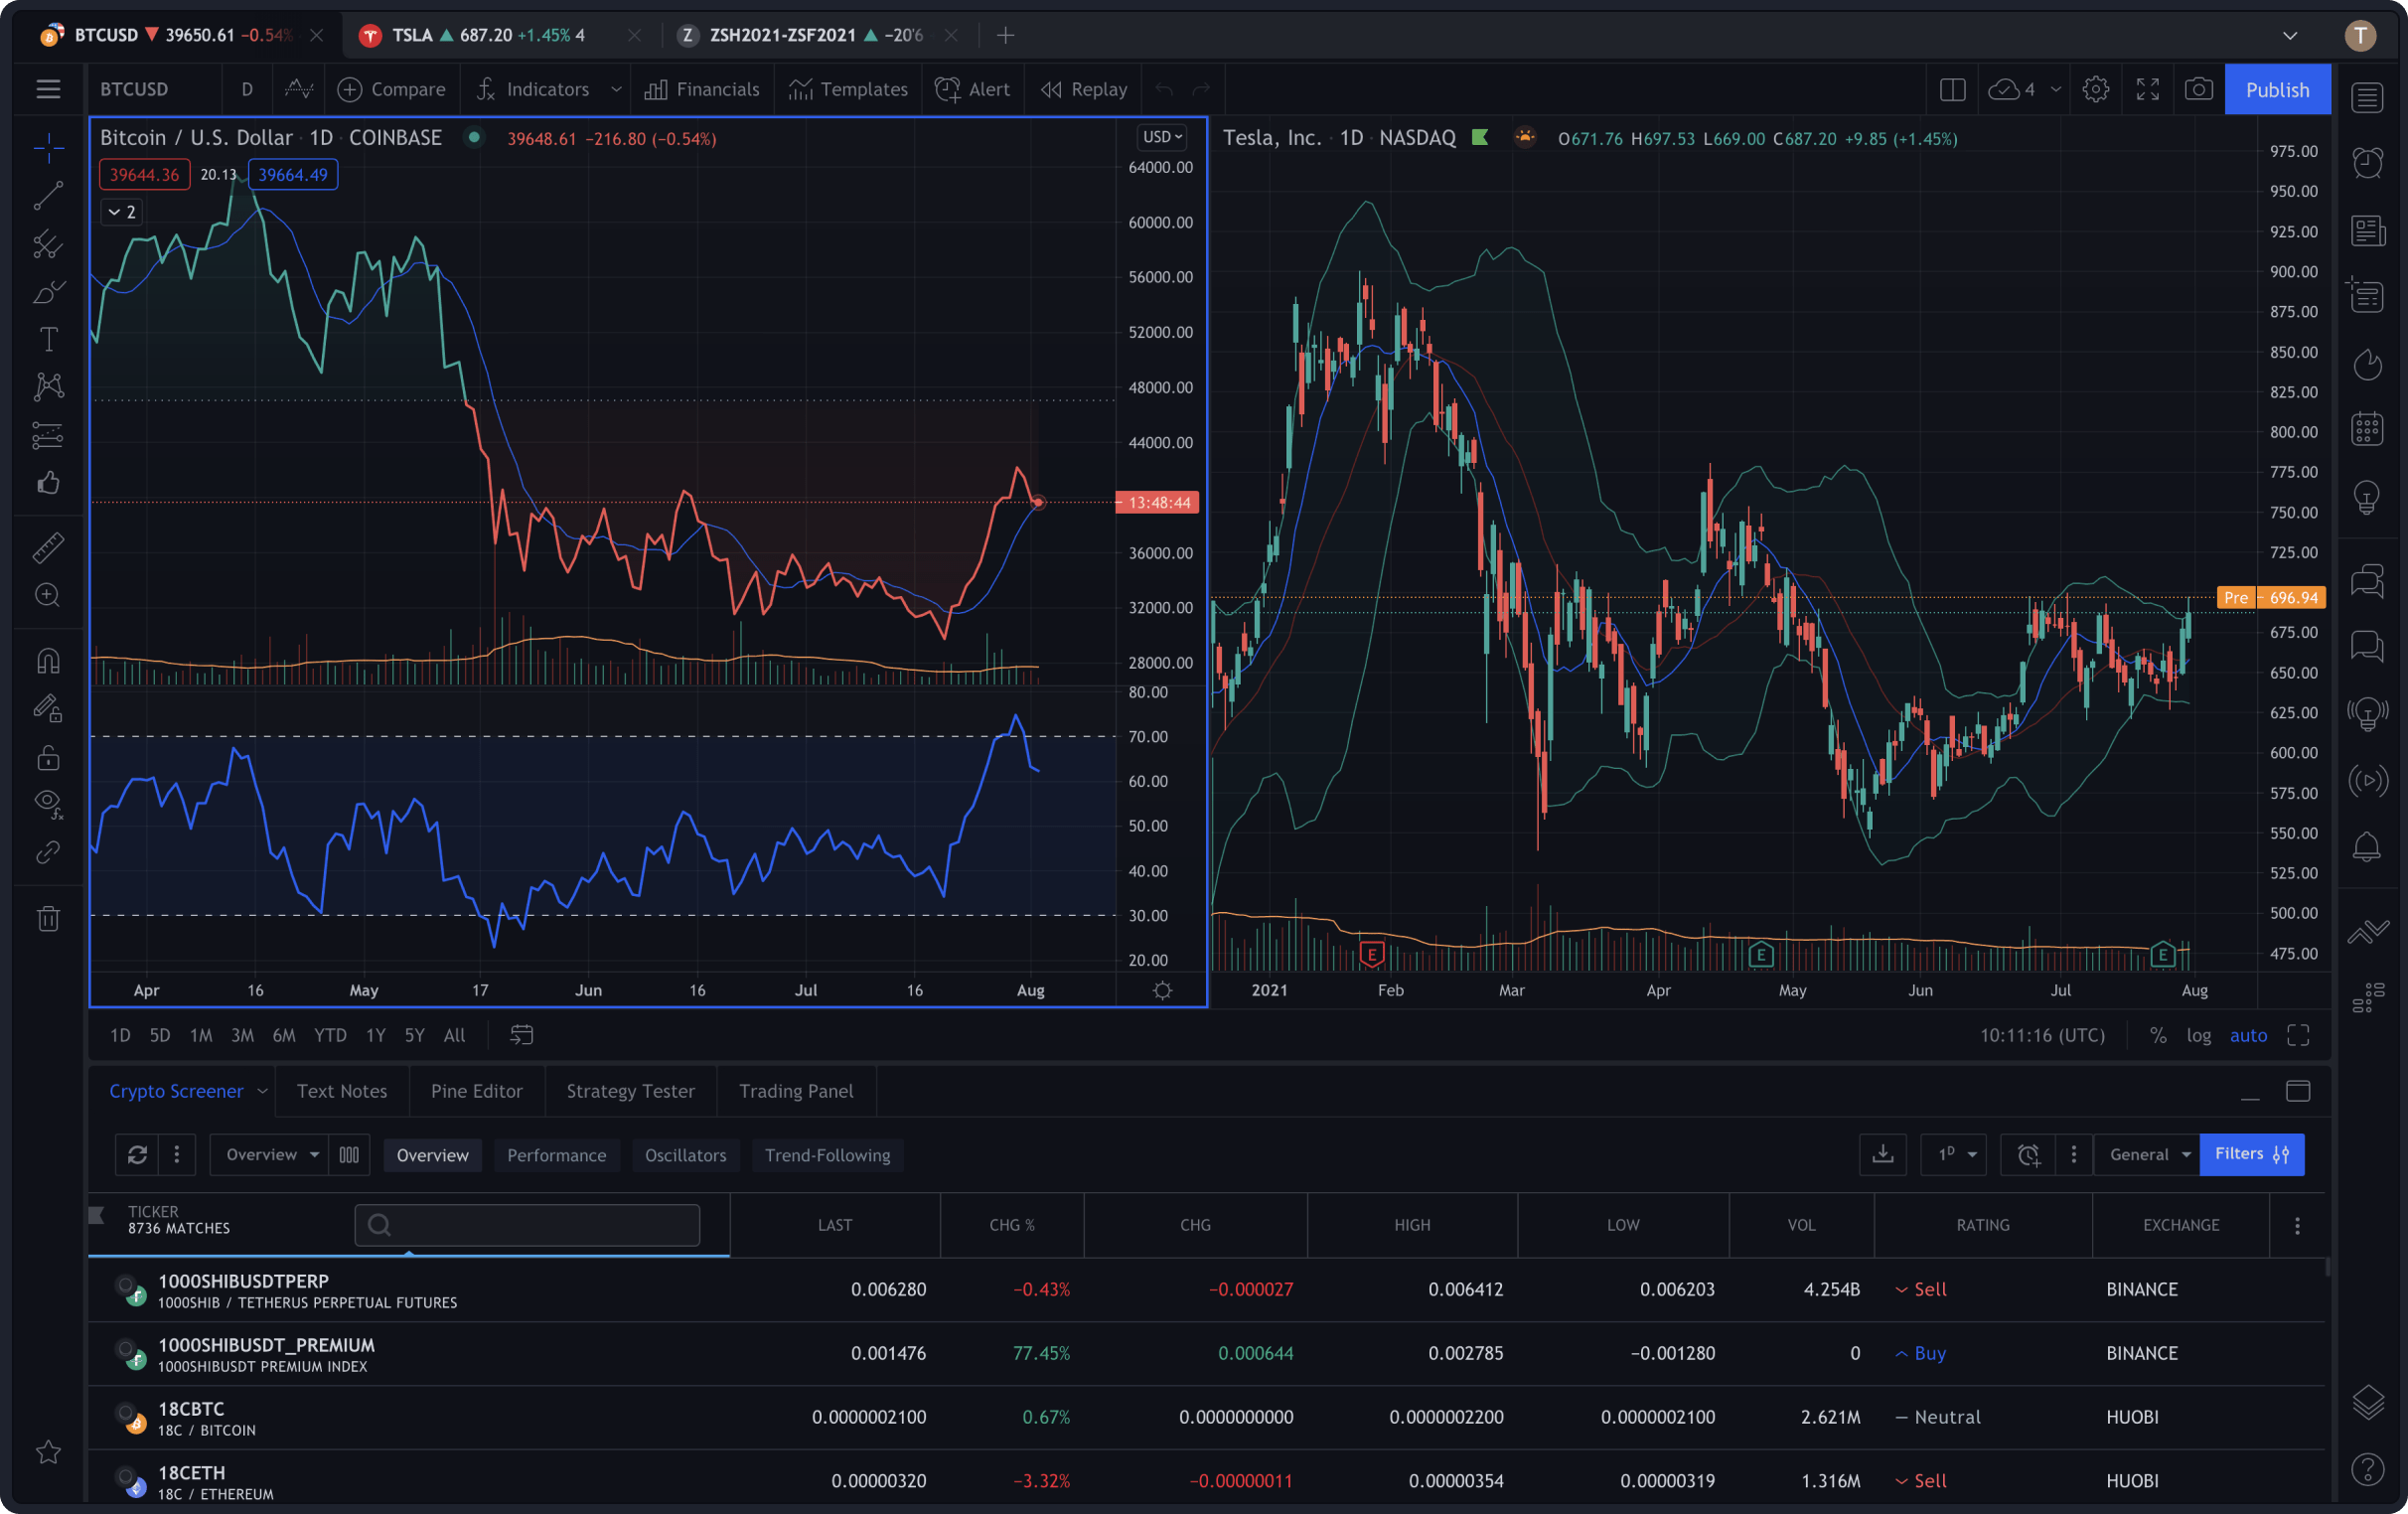 BTCUSD 39650.61 −0.54%
TSLA 687.20 +1.45% 4
Z ZSH2021-ZSF2021 −20'6
T
BTCUSD D Compare Indicators Financials Templates Alert Replay 4 Publish
Bitcoin / U.S. Dollar · 1D · COINBASE 39648.61 −216.80 (−0.54%) USD
39644.36 20.13 39664.49
2
64000.00
60000.00
56000.00
52000.00
48000.00
44000.00
13:48:44
36000.00
32000.00
28000.00
80.00
70.00
60.00
50.00
40.00
30.00
20.00
Apr 16 May 17 Jun 16 Jul 16 Aug
Tesla, Inc. · 1D · NASDAQ O671.76 H697.53 L669.00 C687.20 +9.85 (+1.45%)
975.00
950.00
925.00
900.00
875.00
850.00
825.00
800.00
775.00
750.00
725.00
Pre 696.94
675.00
650.00
625.00
600.00
575.00
550.00
525.00
500.00
475.00
E E E
2021 Feb Mar Apr May Jun Jul Aug
1D 5D 1M 3M 6M YTD 1Y 5Y All
10:11:16 (UTC) % log auto
Crypto Screener Text Notes Pine Editor Strategy Tester Trading Panel
Overview Overview Performance Oscillators Trend-Following 1D General Filters
TICKER
8736 MATCHES
LAST CHG % CHG HIGH LOW VOL RATING EXCHANGE
1000SHIBUSDTPERP
1000SHIB / TETHERUS PERPETUAL FUTURES
0.006280 −0.43% −0.000027 0.006412 0.006203 4.254B Sell BINANCE
1000SHIBUSDT_PREMIUM
1000SHIBUSDT PREMIUM INDEX
0.001476 77.45% 0.000644 0.002785 −0.001280 0 Buy BINANCE
18CBTC
18C / BITCOIN
0.0000002100 0.67% 0.0000000000 0.0000002200 0.0000002100 2.621M — Neutral HUOBI
18CETH
18C / ETHEREUM
0.00000320 −3.32% −0.00000011 0.00000354 0.00000319 1.316M Sell HUOBI